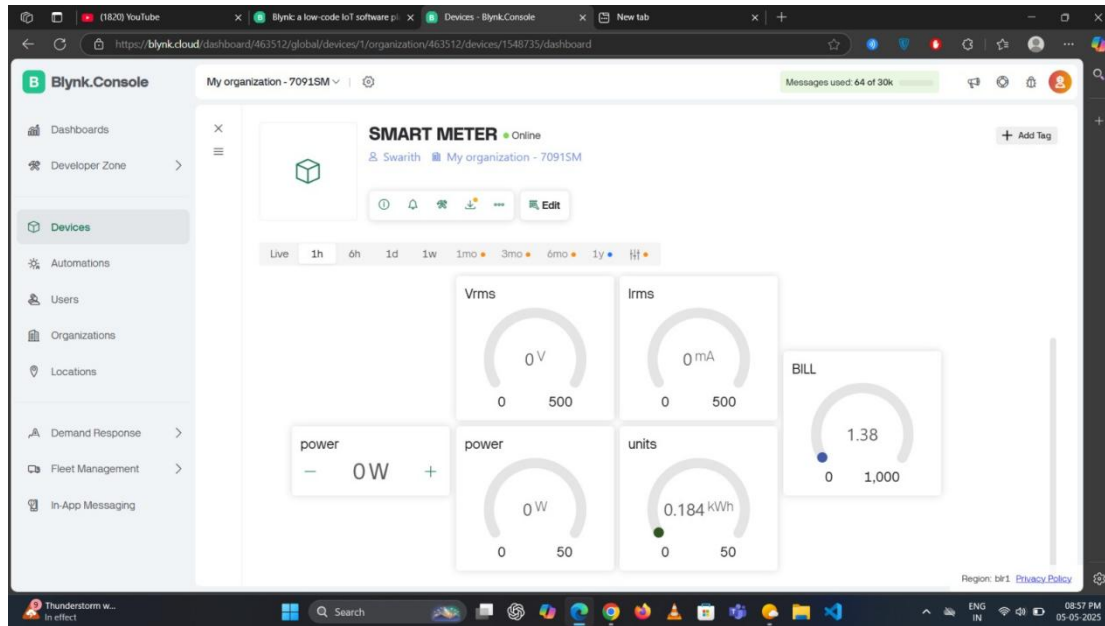 (1820) YouTube
Blynk: a low-code IoT software pl
Devices - Blynk.Console
New tab
https://blynk.cloud/dashboard/463512/global/devices/1/organization/463512/devices/1548735/dashboard
B Blynk.Console
My organization - 7091SM
Messages used: 64 of 30k
Dashboards
Developer Zone
Devices
Automations
Users
Organizations
Locations
Demand Response
Fleet Management
In-App Messaging
SMART METER Online
Swarith My organization - 7091SM
Add Tag
Edit
Live 1h 6h 1d 1w 1mo 3mo 6mo 1y
Vrms
0 V
0 500
Irms
0 mA
0 500
BILL
1.38
0 1,000
power
− 0 W +
power
0 W
0 50
units
0.184 kWh
0 50
Region: blr1 Privacy Policy
9
Thunderstorm w...
In effect
Search
ENG
IN
08:57 PM
05-05-2025